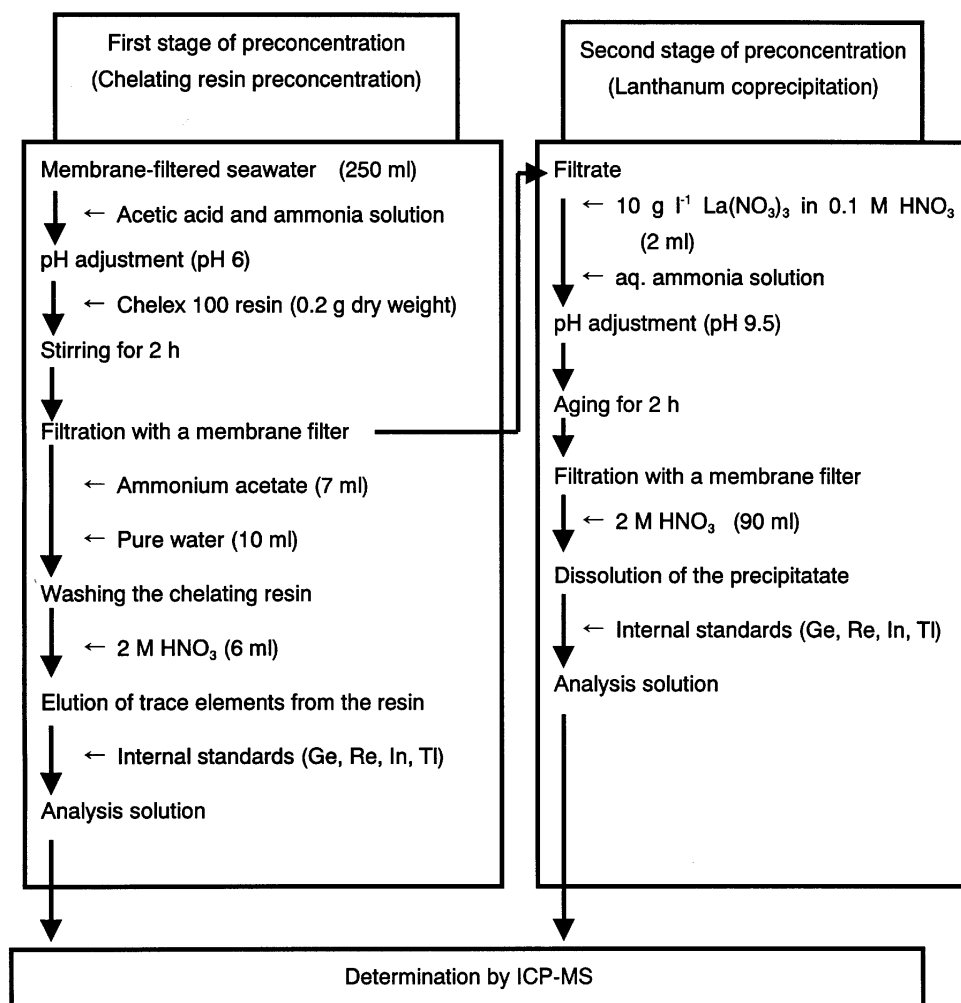 First stage of preconcentration
(Chelating resin preconcentration)
Membrane-filtered seawater (250 ml)
← Acetic acid and ammonia solution
pH adjustment (pH 6)
← Chelex 100 resin (0.2 g dry weight)
Stirring for 2 h
Filtration with a membrane filter
← Ammonium acetate (7 ml)
← Pure water (10 ml)
Washing the chelating resin
← 2 M HNO₃ (6 ml)
Elution of trace elements from the resin
← Internal standards (Ge, Re, In, Tl)
Analysis solution
Second stage of preconcentration
(Lanthanum coprecipitation)
Filtrate
← 10 g l⁻¹ La(NO₃)₃ in 0.1 M HNO₃
(2 ml)
← aq. ammonia solution
pH adjustment (pH 9.5)
Aging for 2 h
Filtration with a membrane filter
← 2 M HNO₃ (90 ml)
Dissolution of the precipitatate
← Internal standards (Ge, Re, In, Tl)
Analysis solution
Determination by ICP-MS